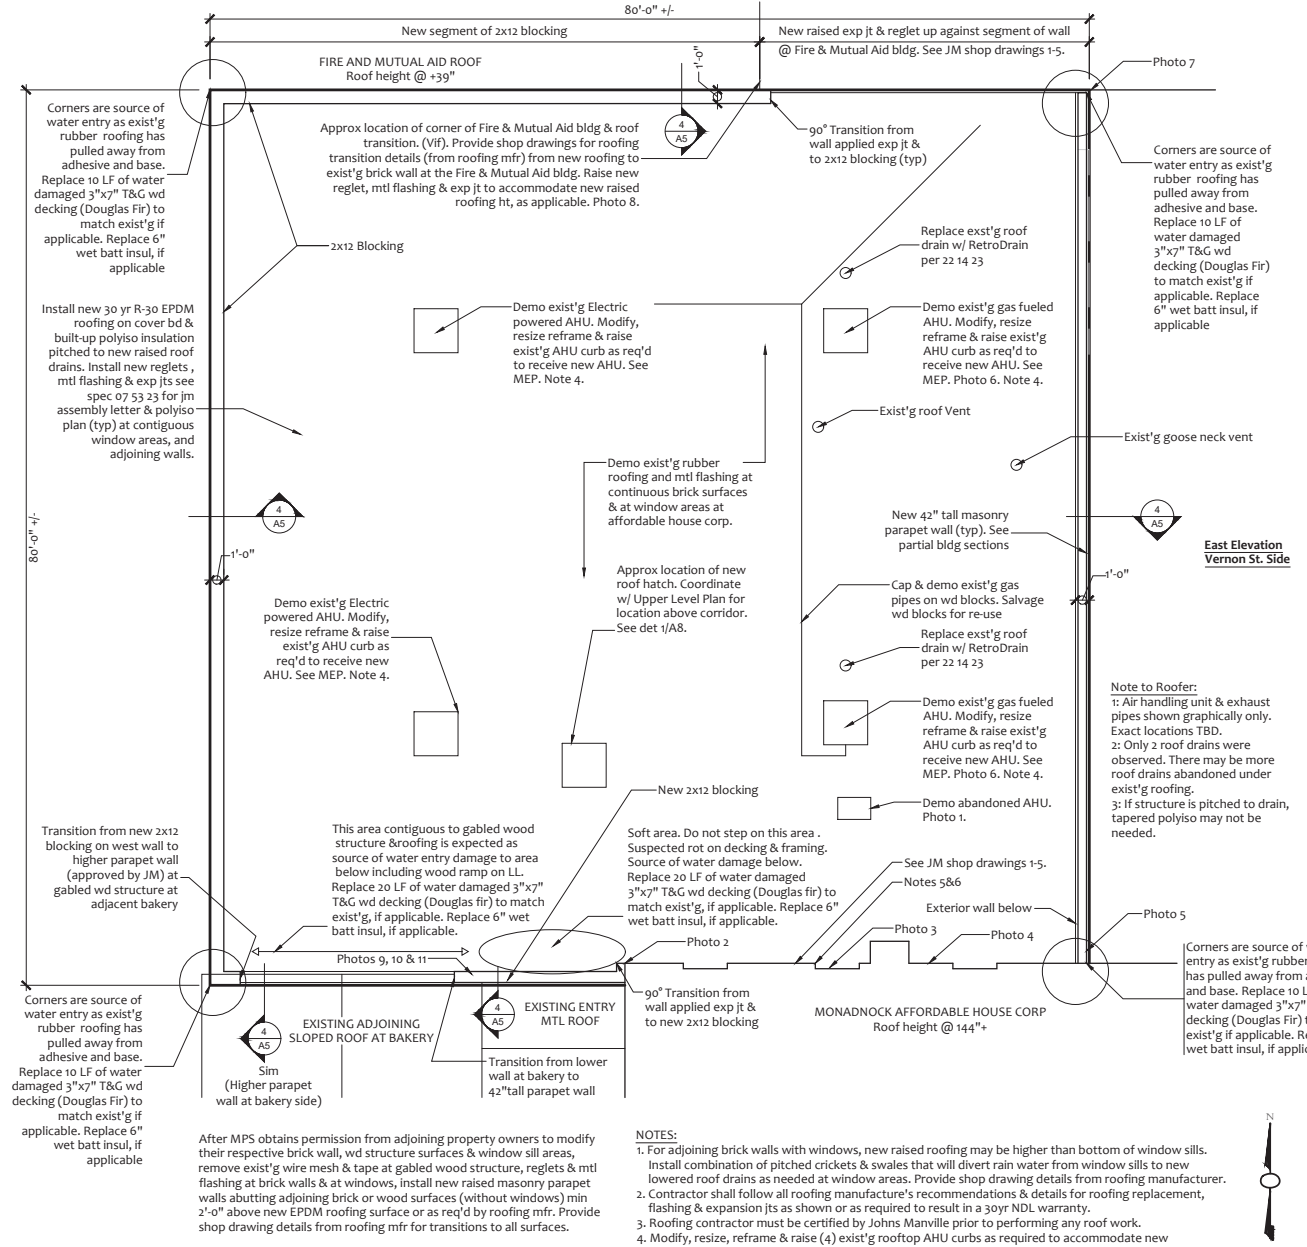 80'-0" +/-
New segment of 2x12 blocking
New raised exp jt & reglet up against segment of wall
@ Fire & Mutual Aid bldg. See JM shop drawings 1-5.
FIRE AND MUTUAL AID ROOF
Roof height @ +39"
1'-0"
Photo 7
Corners are source of
water entry as exist'g
rubber roofing has
pulled away from
adhesive and base.
Replace 10 LF of water
damaged 3"x7" T&G wd
decking (Douglas Fir) to
match exist'g if
applicable. Replace 6"
wet batt insul, if
applicable
Approx location of corner of Fire & Mutual Aid bldg & roof
transition. (Vif). Provide shop drawings for roofing
transition details (from roofing mfr) from new roofing to
exist'g brick wall at the Fire & Mutual Aid bldg. Raise new
reglet, mtl flashing & exp jt to accommodate new raised
roofing ht, as applicable. Photo 8.
4
A5
90° Transition from
wall applied exp jt &
to 2x12 blocking (typ)
Corners are source of
water entry as exist'g
rubber roofing has
pulled away from
adhesive and base.
Replace 10 LF of
water damaged
3"x7" T&G wd
decking (Douglas Fir)
to match exist'g if
applicable. Replace
6" wet batt insul, if
applicable
2x12 Blocking
Replace exst'g roof
drain w/ RetroDrain
per 22 14 23
Install new 30 yr R-30 EPDM
roofing on cover bd &
built-up polyiso insulation
pitched to new raised roof
drains. Install new reglets ,
mtl flashing & exp jts see
spec 07 53 23 for jm
assembly letter & polyiso
plan (typ) at contiguous
window areas, and
adjoining walls.
Demo exist'g Electric
powered AHU. Modify,
resize reframe & raise
exist'g AHU curb as req'd
to receive new AHU. See
MEP. Note 4.
Demo exist'g gas fueled
AHU. Modify, resize
reframe & raise exist'g
AHU curb as req'd to
receive new AHU. See
MEP. Photo 6. Note 4.
Exist'g roof Vent
Exist'g goose neck vent
Demo exist'g rubber
roofing and mtl flashing at
continuous brick surfaces
& at window areas at
affordable house corp.
80'-0" +/-
4
A5
New 42" tall masonry
parapet wall (typ). See
partial bldg sections
4
A5
East Elevation
Vernon St. Side
1'-0"
Approx location of new
roof hatch. Coordinate
w/ Upper Level Plan for
location above corridor.
See det 1/A8.
Cap & demo exist'g gas
pipes on wd blocks. Salvage
wd blocks for re-use
1'-0"
Demo exist'g Electric
powered AHU. Modify,
resize reframe & raise
exist'g AHU curb as
req'd to receive new
AHU. See MEP. Note 4.
Replace exst'g roof
drain w/ RetroDrain
per 22 14 23
Demo exist'g gas fueled
AHU. Modify, resize
reframe & raise exist'g
AHU curb as req'd to
receive new AHU. See
MEP. Photo 6. Note 4.
Note to Roofer:
1: Air handling unit & exhaust
pipes shown graphically only.
Exact locations TBD.
2: Only 2 roof drains were
observed. There may be more
roof drains abandoned under
exist'g roofing.
3: If structure is pitched to drain,
tapered polyiso may not be
needed.
New 2x12 blocking
Demo abandoned AHU.
Photo 1.
Transition from new 2x12
blocking on west wall to
higher parapet wall
(approved by JM) at
gabled wd structure at
adjacent bakery
This area contiguous to gabled wood
structure &roofing is expected as
source of water entry damage to area
below including wood ramp on LL.
Replace 20 LF of water damaged 3"x7"
T&G wd decking (Douglas fir) to match
exist'g, if applicable. Replace 6" wet
batt insul, if applicable.
Soft area. Do not step on this area .
Suspected rot on decking & framing.
Source of water damage below.
Replace 20 LF of water damaged
3"x7" T&G wd decking (Douglas fir) to
match exist'g, if applicable. Replace 6"
wet batt insul, if applicable.
See JM shop drawings 1-5.
Notes 5&6
Exterior wall below
Photo 5
Photo 3
Photo 4
Photo 2
Photos 9, 10 & 11
Corners are source of
entry as exist'g rubber
has pulled away from
and base. Replace 10
water damaged 3"x7"
decking (Douglas Fir)
exist'g if applicable.
wet batt insul, if
Corners are source of
water entry as exist'g
rubber roofing has
pulled away from
adhesive and base.
Replace 10 LF of water
damaged 3"x7" T&G wd
decking (Douglas Fir) to
match exist'g if
applicable. Replace 6"
wet batt insul, if
applicable
4
A5
Sim
(Higher parapet
wall at bakery side)
EXISTING ADJOINING
SLOPED ROOF AT BAKERY
4
A5
EXISTING ENTRY
MTL ROOF
90° Transition from
wall applied exp jt &
to new 2x12 blocking
MONADNOCK AFFORDABLE HOUSE CORP
Roof height @ 144"+
Transition from lower
wall at bakery to
42"tall parapet wall
After MPS obtains permission from adjoining property owners to modify
their respective brick wall, wd structure surfaces & window sill areas,
remove exist'g wire mesh & tape at gabled wood structure, reglets & mtl
flashing at brick walls & at windows, install new raised masonry parapet
walls abutting adjoining brick or wood surfaces (without windows) min
2'-0" above new EPDM roofing surface or as req'd by roofing mfr. Provide
shop drawing details from roofing mfr for transitions to all surfaces.
NOTES:
1. For adjoining brick walls with windows, new raised roofing may be higher than bottom of window sills.
Install combination of pitched crickets & swales that will divert rain water from window sills to new
lowered roof drains as needed at window areas. Provide shop drawing details from roofing manufacturer.
2. Contractor shall follow all roofing manufacture's recommendations & details for roofing replacement,
flashing & expansion jts as shown or as required to result in a 30yr NDL warranty.
3. Roofing contractor must be certified by Johns Manville prior to performing any roof work.
4. Modify, resize, reframe & raise (4) exist'g rooftop AHU curbs as required to accommodate new
N